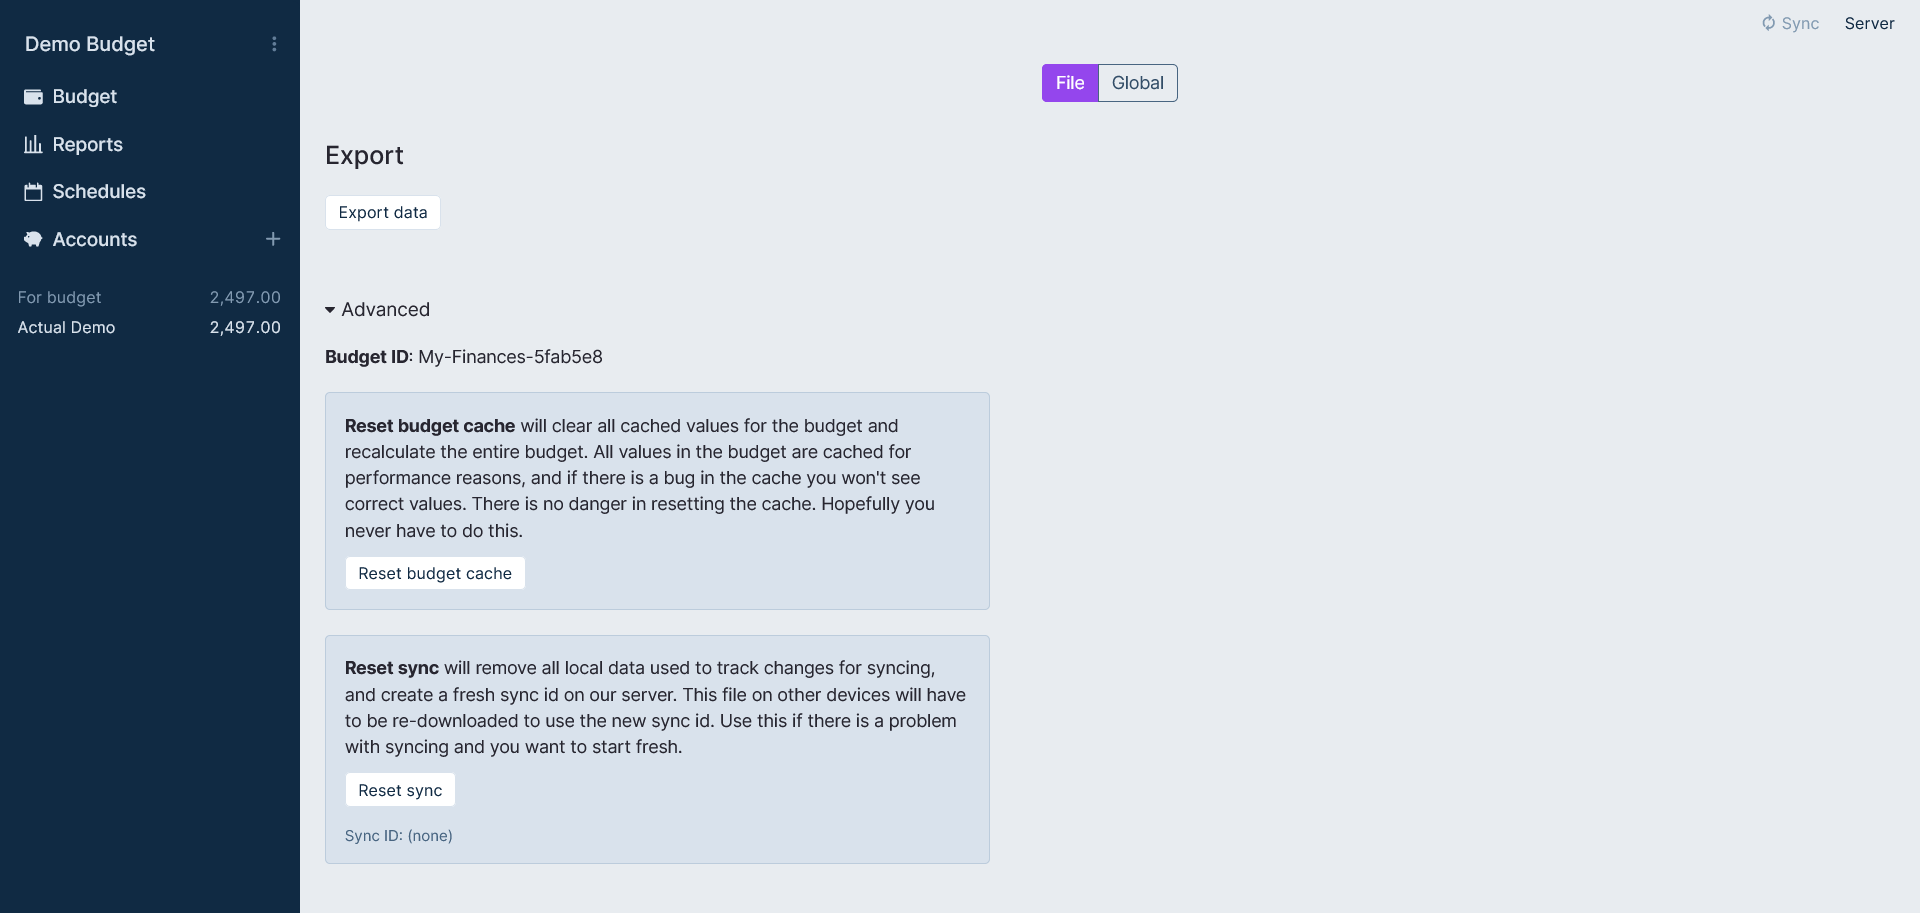 Demo Budget
Budget
Reports
Schedules
Accounts
For budget 2,497.00
Actual Demo 2,497.00
Sync Server
File Global
Export
Export data
Advanced
Budget ID: My-Finances-5fab5e8
Reset budget cache will clear all cached values for the budget and
recalculate the entire budget. All values in the budget are cached for
performance reasons, and if there is a bug in the cache you won't see
correct values. There is no danger in resetting the cache. Hopefully you
never have to do this.
Reset budget cache
Reset sync will remove all local data used to track changes for syncing,
and create a fresh sync id on our server. This file on other devices will have
to be re-downloaded to use the new sync id. Use this if there is a problem
with syncing and you want to start fresh.
Reset sync
Sync ID: (none)